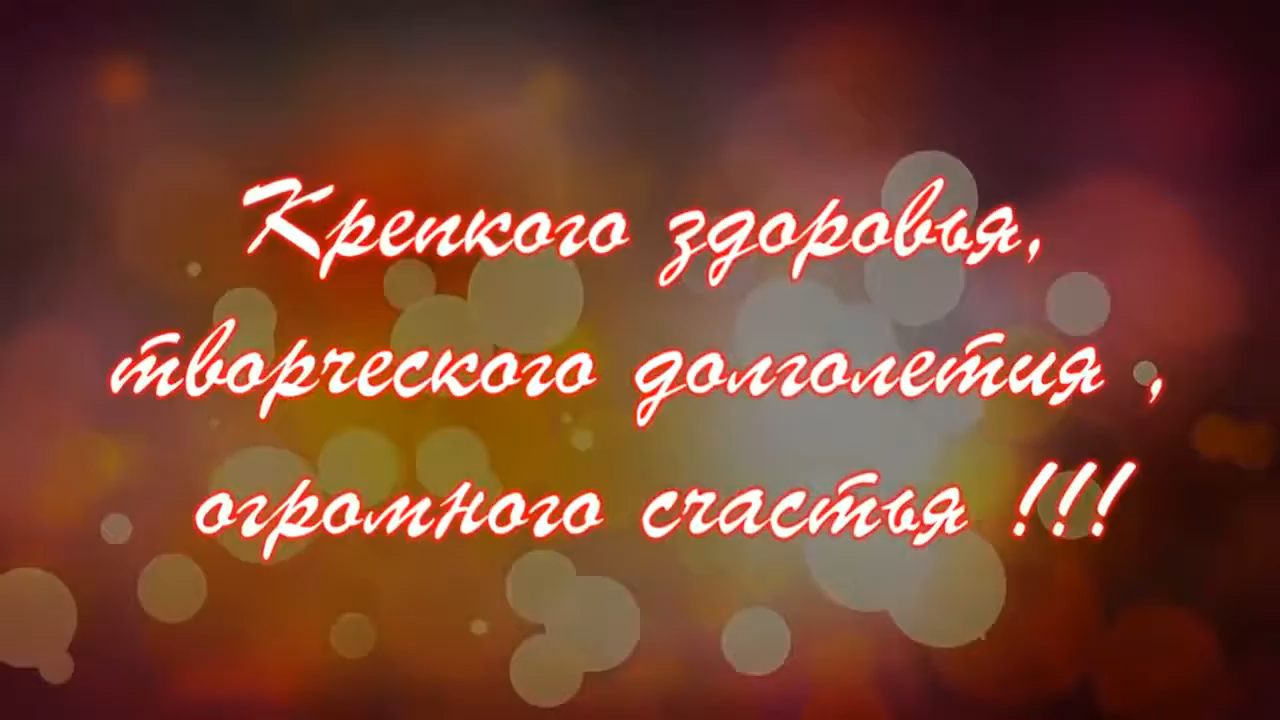 Крепкого здоровья,
творческого долголетия ,
огромного счастья !!!